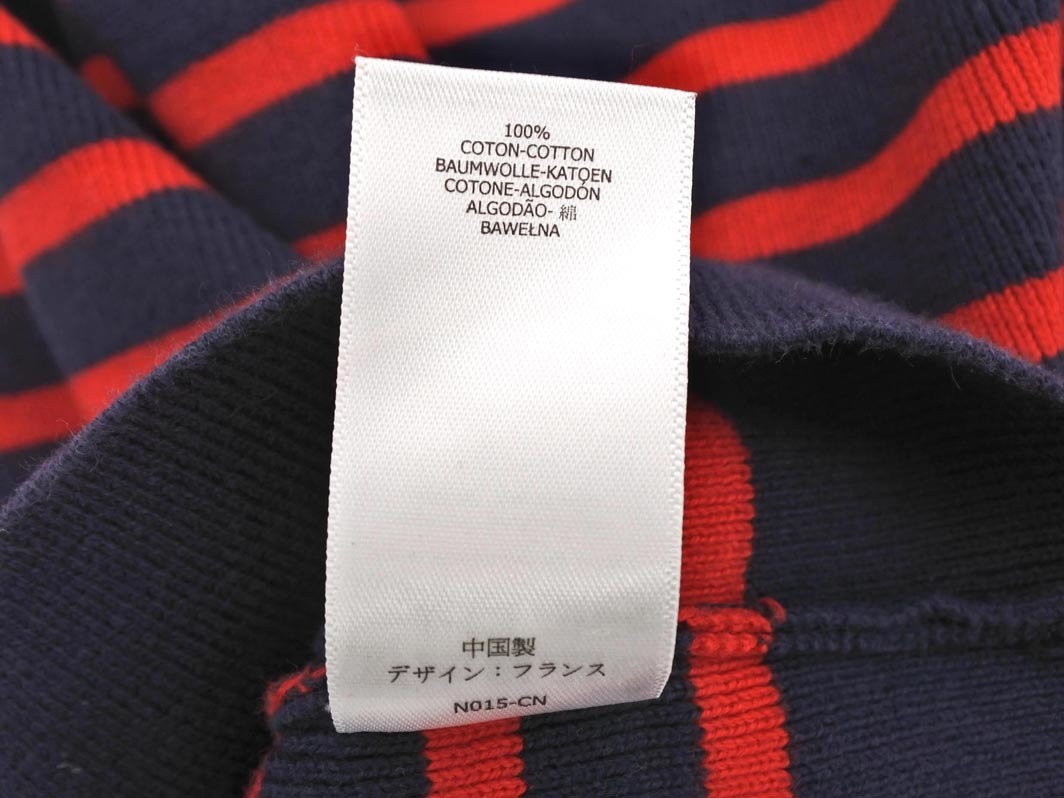 100%
COTON-COTTON
BAUMWOLLE-KATOEN
COTONE-ALGODÓN
ALGODÃO- 綿
BAWEŁNA
中国製
デザイン：フランス
N015-CN